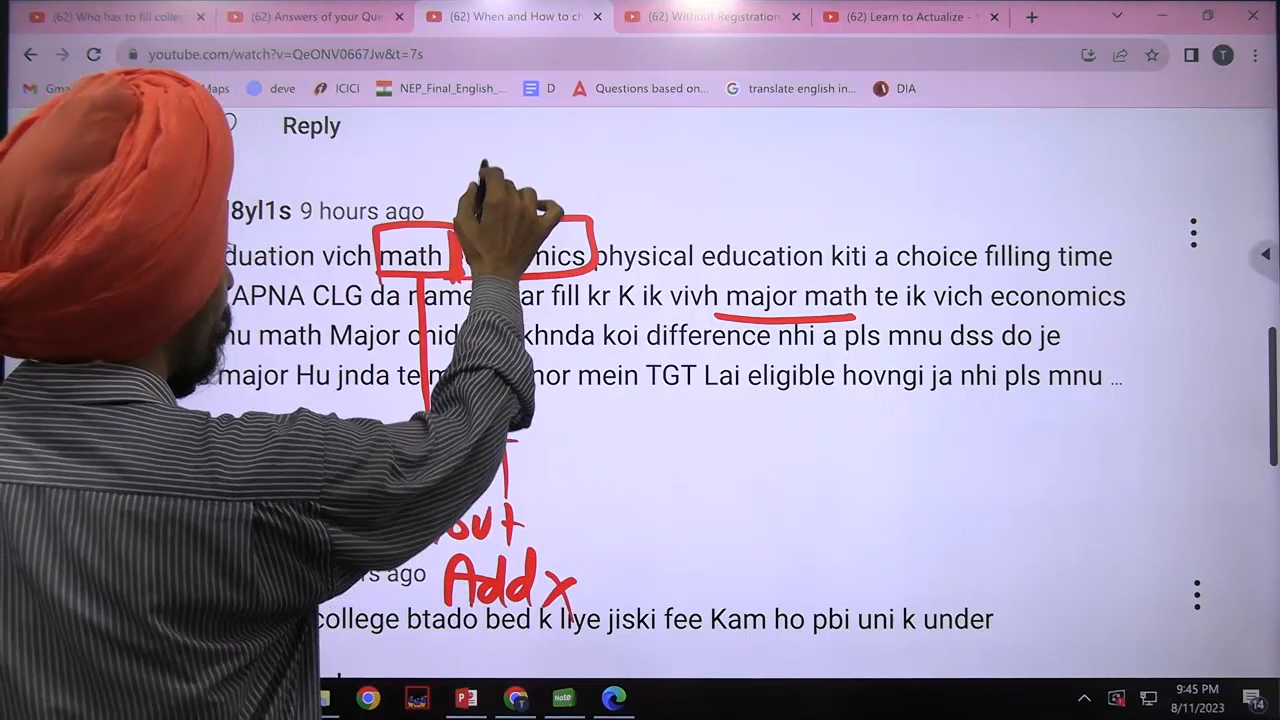 (62) Who has to fill colleg
(62) Answers of your Que
(62) When and How to ch
(62) Without Registration
(62) Learn to Actualize -
youtube.com/watch?v=QeONV0667Jw&t=7s
T
Maps
deve
ICICI
NEP_Final_English_...
D
Questions based on...
translate english in...
DIA
Reply
8yl1s 9 hours ago
duation vich math physical education kiti a choice filling time
APNA CLG da name ar fill kr K ik vivh major math te ik vich economics
nu math Major khnda koi difference nhi a pls mnu dss do je
major Hu jnda te mein TGT Lai eligible hovngi ja nhi pls mnu ...
Add x
ago
college btado bed k liye jiski fee Kam ho pbi uni k under
9:45 PM
8/11/2023
14